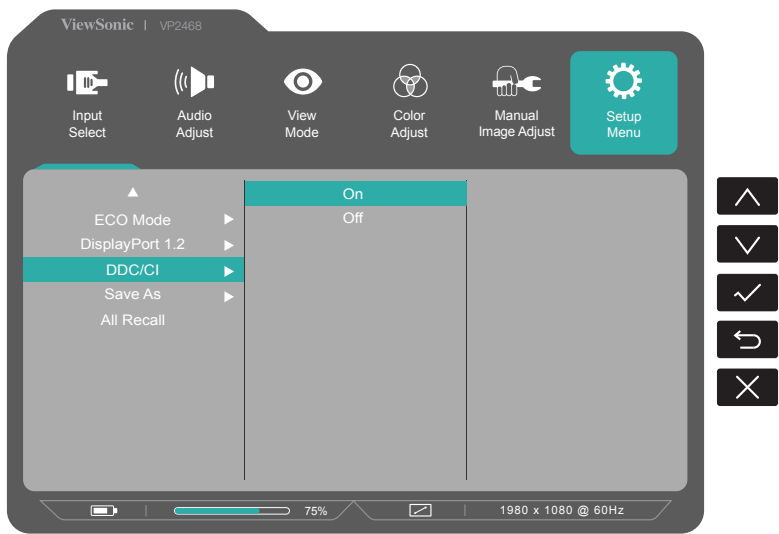 ViewSonic | VP2468
Input
Select
Audio
Adjust
View
Mode
Color
Adjust
Manual
Image Adjust
Setup
Menu
ECO Mode
DisplayPort 1.2
DDC/CI
Save As
All Recall
On
Off
75%
1980 x 1080 @ 60Hz